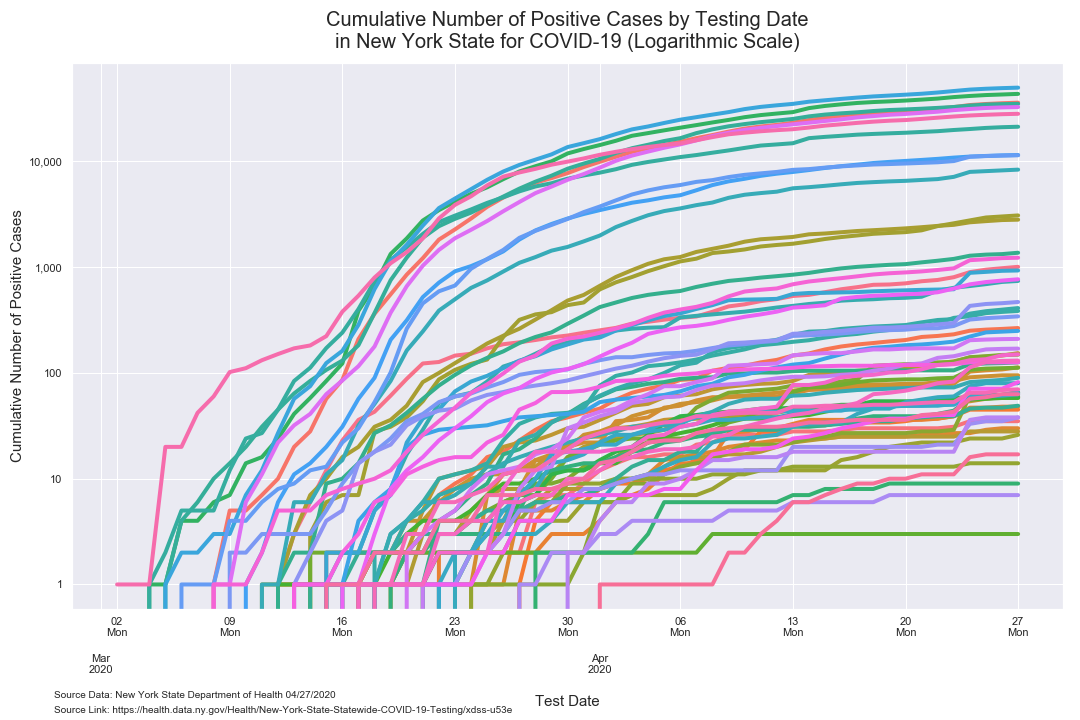 Cumulative Number of Positive Cases by Testing Date
in New York State for COVID-19 (Logarithmic Scale)
Cumulative Number of Positive Cases
10,000
1,000
100
10
1
02 09 16 23 30 06 13 20 27
Mon Mon Mon Mon Mon Mon Mon Mon Mon
Mar Apr
2020 2020
Test Date
Source Data: New York State Department of Health 04/27/2020
Source Link: https://health.data.ny.gov/Health/New-York-State-Statewide-COVID-19-Testing/xdss-u53e